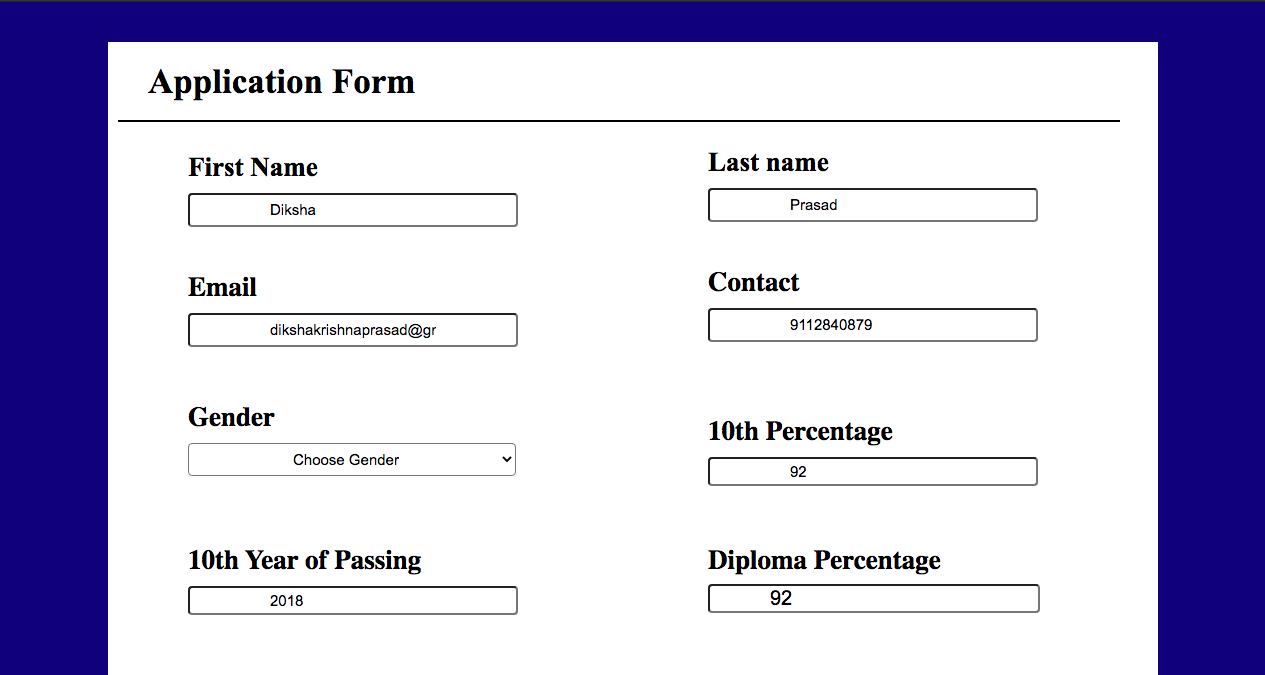 Application Form
First Name
Last name
Diksha
Prasad
Email
Contact
dikshakrishnaprasad@gr
9112840879
Gender
10th Percentage
Choose Gender
92
10th Year of Passing
Diploma Percentage
2018
92